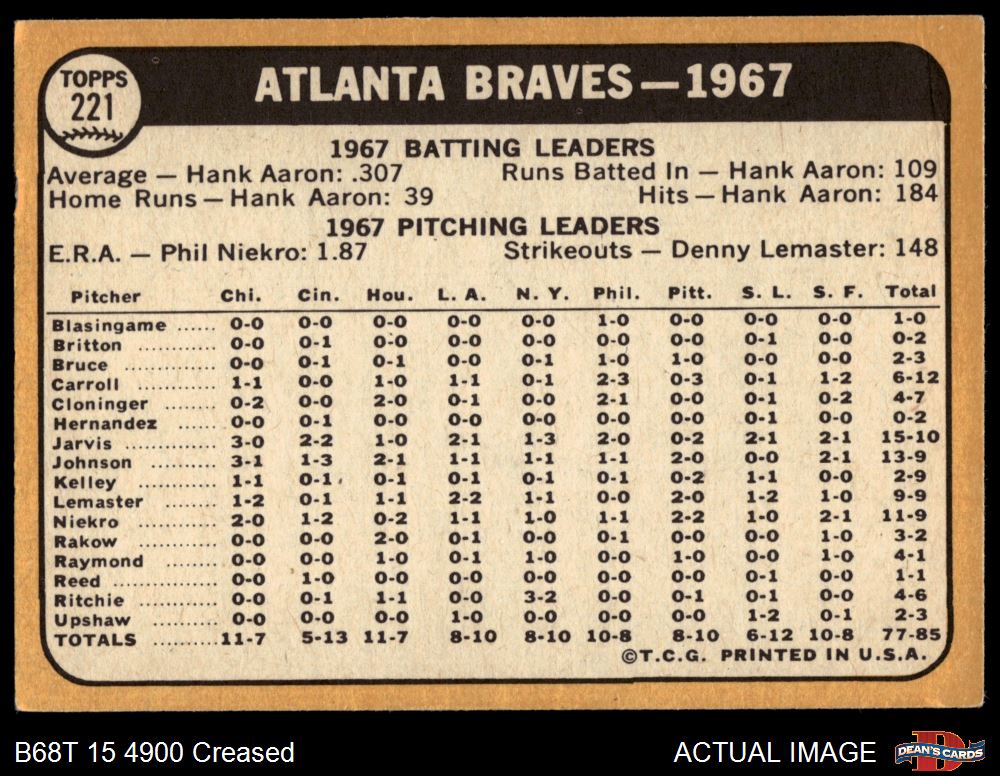 TOPPS
221
ATLANTA BRAVES—1967
1967 BATTING LEADERS
Average — Hank Aaron: .307 Runs Batted In — Hank Aaron: 109
Home Runs — Hank Aaron: 39 Hits — Hank Aaron: 184
1967 PITCHING LEADERS
E.R.A. — Phil Niekro: 1.87 Strikeouts — Denny Lemaster: 148
Pitcher Chi. Cin. Hou. L. A. N. Y. Phil. Pitt. S. L. S. F. Total
Blasingame ...... 0-0 0-0 0-0 0-0 0-0 1-0 0-0 0-0 0-0 1-0
Britton ............ 0-0 0-1 0-0 0-0 0-0 0-0 0-0 0-1 0-0 0-2
Bruce ............ 0-0 0-1 0-1 0-0 0-1 1-0 1-0 0-0 0-0 2-3
Carroll ............ 1-1 0-0 1-0 1-1 0-1 2-3 0-3 0-1 1-2 6-12
Cloninger ........ 0-2 0-0 2-0 0-1 0-0 2-1 0-0 0-1 0-2 4-7
Hernandez ...... 0-0 0-1 0-0 0-0 0-1 0-0 0-0 0-0 0-0 0-2
Jarvis ............ 3-0 2-2 1-0 2-1 1-3 2-0 0-2 2-1 2-1 15-10
Johnson .......... 3-1 1-3 2-1 1-1 1-1 1-1 2-0 0-0 2-1 13-9
Kelley ............ 1-1 0-1 0-1 0-1 0-1 0-1 0-2 1-1 0-0 2-9
Lemaster ........ 1-2 0-1 1-1 2-2 1-1 0-0 2-0 1-2 1-0 9-9
Niekro ............ 2-0 1-2 0-2 1-1 1-0 1-1 2-2 1-0 2-1 11-9
Rakow ............ 0-0 0-0 2-0 0-1 0-0 0-1 0-0 0-0 1-0 3-2
Raymond ........ 0-0 0-0 1-0 0-1 1-0 0-0 1-0 0-0 1-0 4-1
Reed .............. 0-0 1-0 0-0 0-0 0-0 0-0 0-0 0-1 0-0 1-1
Ritchie ............ 0-0 0-1 1-1 0-0 3-2 0-0 0-1 0-1 0-0 4-6
Upshaw .......... 0-0 0-0 0-0 1-0 0-0 0-0 0-0 1-2 0-1 2-3
TOTALS .......... 11-7 5-13 11-7 8-10 8-10 10-8 8-10 6-12 10-8 77-85
©T.C.G. PRINTED IN U.S.A.
B68T 15 4900 Creased ACTUAL IMAGE DEAN'S CARDS